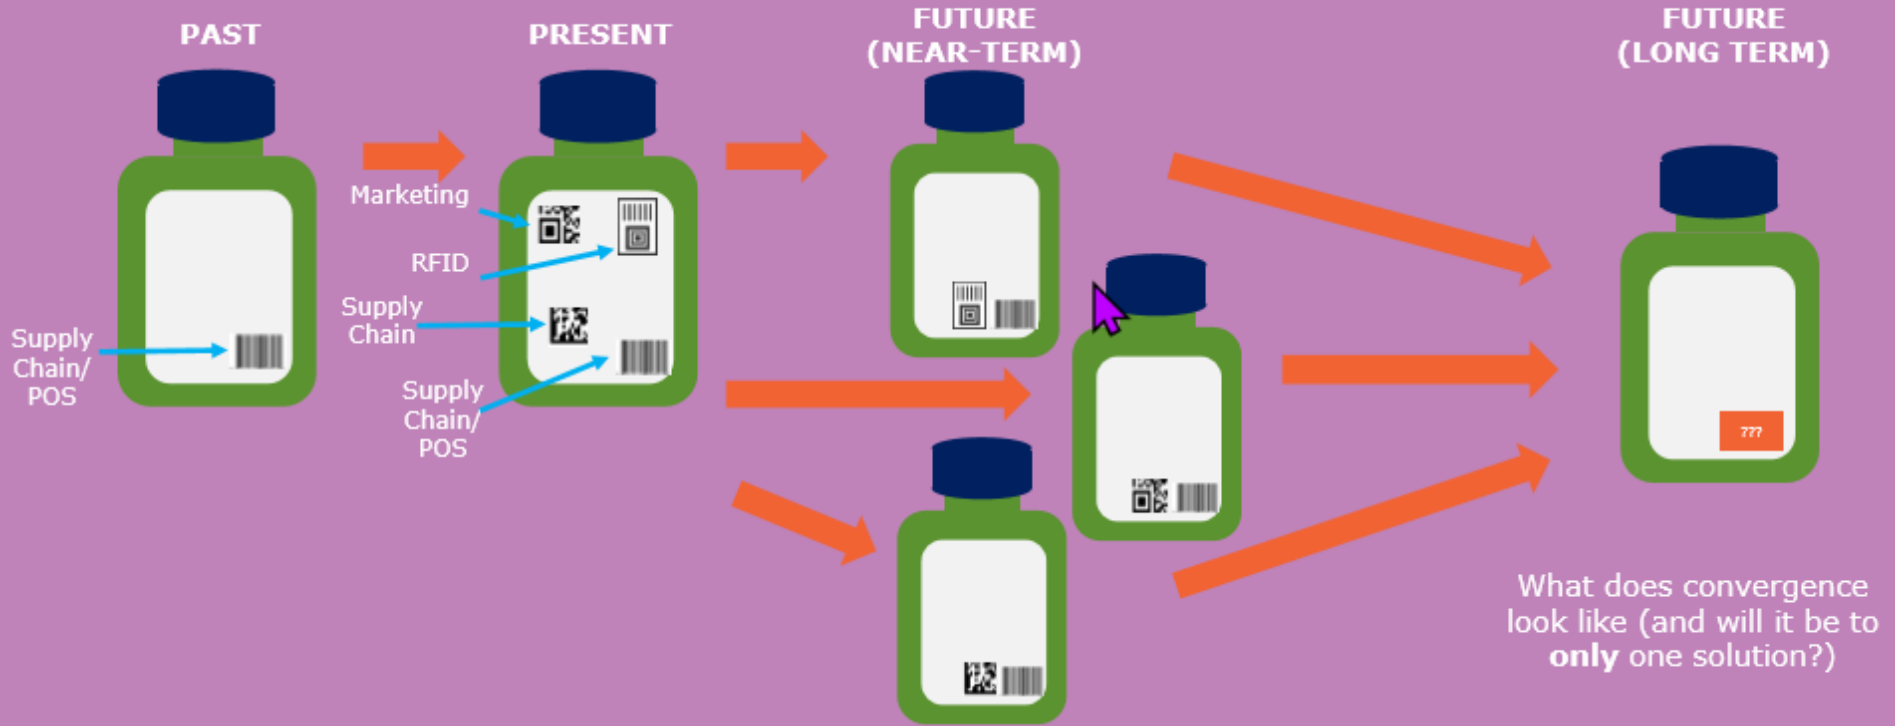 PAST
PRESENT
FUTURE
(NEAR-TERM)
FUTURE
(LONG TERM)
Supply
Chain/
POS
Marketing
RFID
Supply
Chain
Supply
Chain/
POS
???
What does convergence
look like (and will it be to
only one solution?)